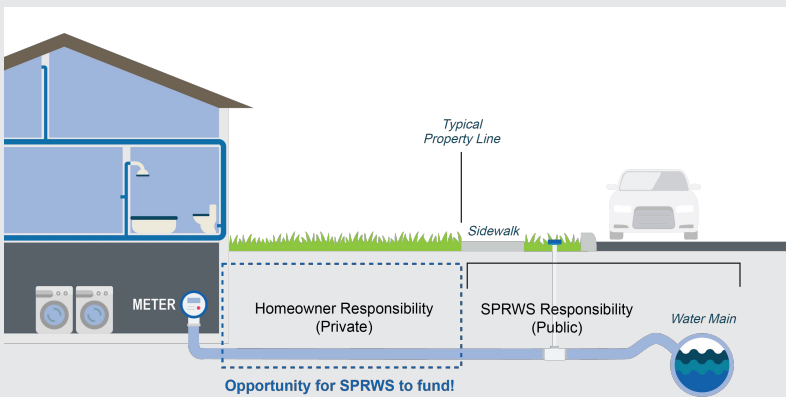 Typical
Property Line
Sidewalk
METER
Homeowner Responsibility
(Private)
SPRWS Responsibility
(Public)
Water Main
Opportunity for SPRWS to fund!